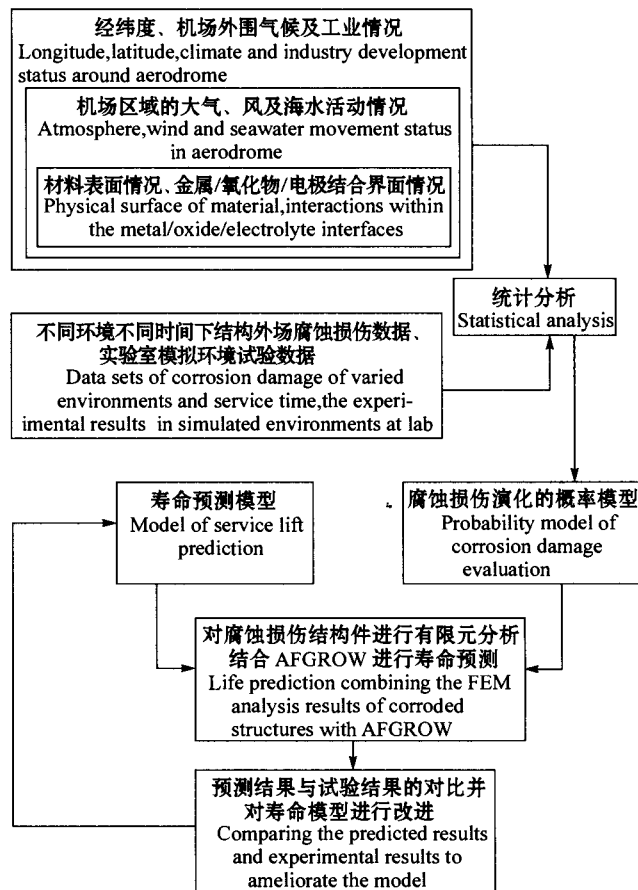 经纬度、机场外围气候及工业情况
Longitude,latitude,climate and industry development
status around aerodrome
机场区域的大气、风及海水活动情况
Atmosphere,wind and seawater movement status
in aerodrome
材料表面情况、金属/氧化物/电极结合界面情况
Physical surface of material,interactions within
the metal/oxide/electrolyte interfaces
统计分析
Statistical analysis
不同环境不同时间下结构外场腐蚀损伤数据、
实验室模拟环境试验数据
Data sets of corrosion damage of varied
environments and service time,the experi-
mental results in simulated environments at lab
寿命预测模型
Model of service lift
prediction
腐蚀损伤演化的概率模型
Probability model of
corrosion damage
evaluation
对腐蚀损伤结构件进行有限元分析
结合 AFGROW 进行寿命预测
Life prediction combining the FEM
analysis results of corroded
structures with AFGROW
预测结果与试验结果的对比并
对寿命模型进行改进
Comparing the predicted results
and experimental results to
ameliorate the model